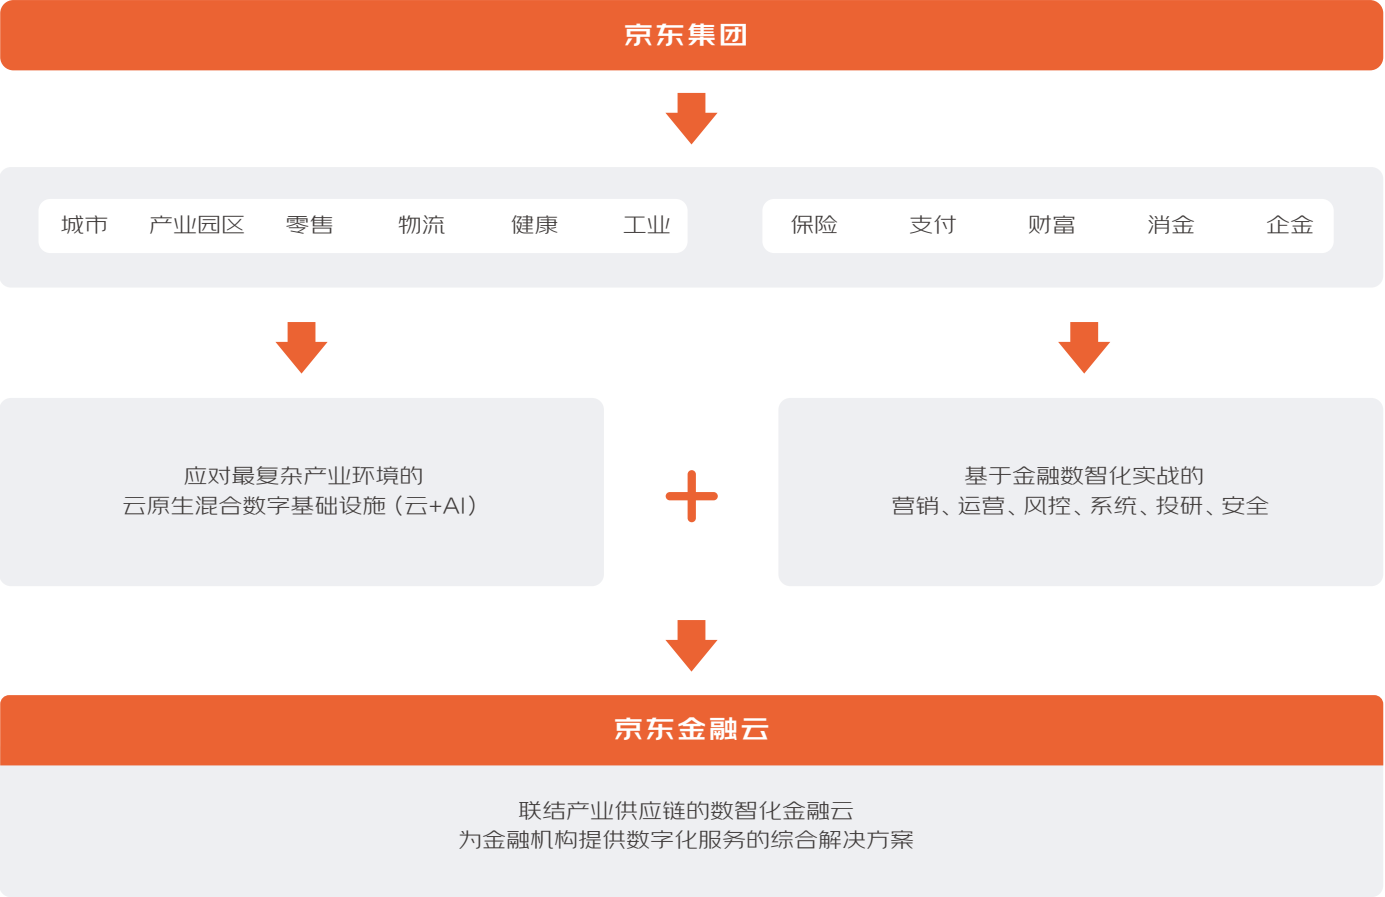 京东集团
城市 产业园区 零售 物流 健康 工业 保险 支付 财富 消金 企金
应对最复杂产业环境的
云原生混合数字基础设施（云+AI）
基于金融数智化实战的
营销、运营、风控、系统、投研、安全
京东金融云
联结产业供应链的数智化金融云
为金融机构提供数字化服务的综合解决方案